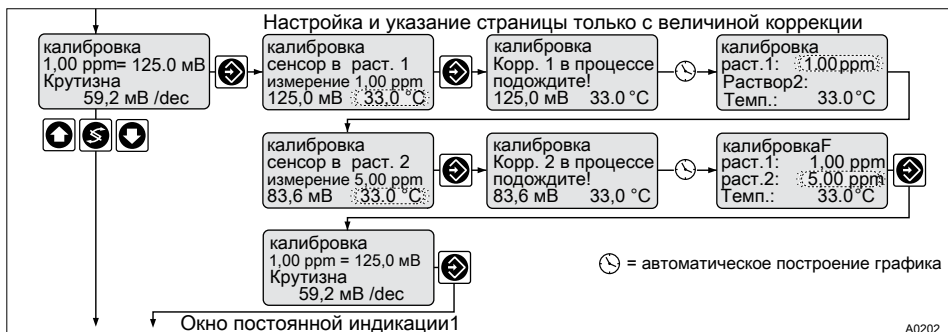 Настройка и указание страницы только с величиной коррекции
калибровка
1,00 ppm= 125.0 мВ
Крутизна
59,2 мВ /dec
калибровка
сенсор в раст. 1
измерение 1,00 ppm
125,0 мВ 33.0 °C
калибровка
Корр. 1 в процессе
подождите!
125,0 мВ 33.0 °C
калибровка
раст.1: 1,00 ppm
Раствор2:
Темп.: 33.0 °C
калибровка
сенсор в раст. 2
измерение 5,00 ppm
83,6 мВ 33.0 °C
калибровка
Корр. 2 в процессе
подождите!
83,6 мВ 33,0 °C
калибровкаF
раст.1: 1,00 ppm
раст.2: 5,00 ppm
Темп.: 33.0 °C
калибровка
1,00 ppm = 125,0 мВ
Крутизна
59,2 мВ /dec
= автоматическое построение графика
Окно постоянной индикации1
A0202